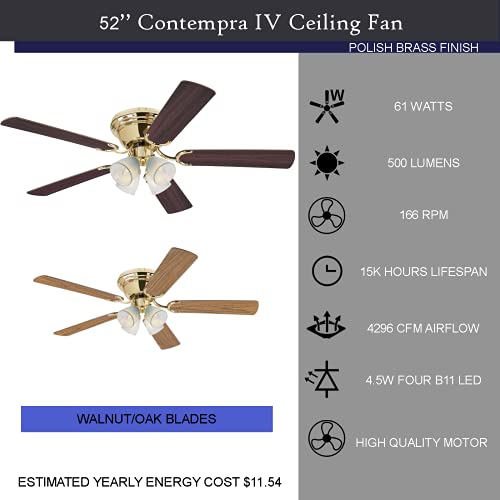 52’’ Contempra IV Ceiling Fan
POLISH BRASS FINISH
W
61 WATTS
500 LUMENS
166 RPM
15K HOURS LIFESPAN
4296 CFM AIRFLOW
4.5W FOUR B11 LED
HIGH QUALITY MOTOR
WALNUT/OAK BLADES
ESTIMATED YEARLY ENERGY COST $11.54